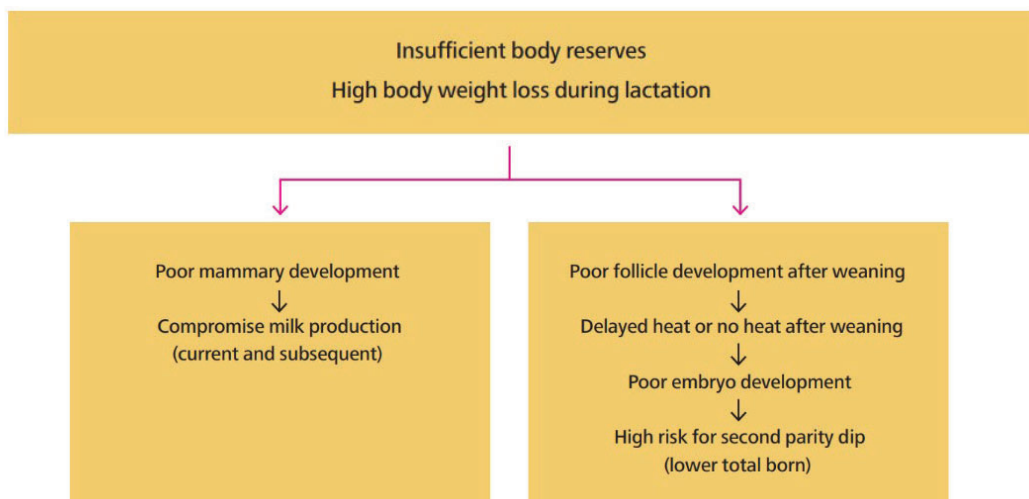 Insufficient body reserves
High body weight loss during lactation
Poor mammary development
Compromise milk production
(current and subsequent)
Poor follicle development after weaning
Delayed heat or no heat after weaning
Poor embryo development
High risk for second parity dip
(lower total born)